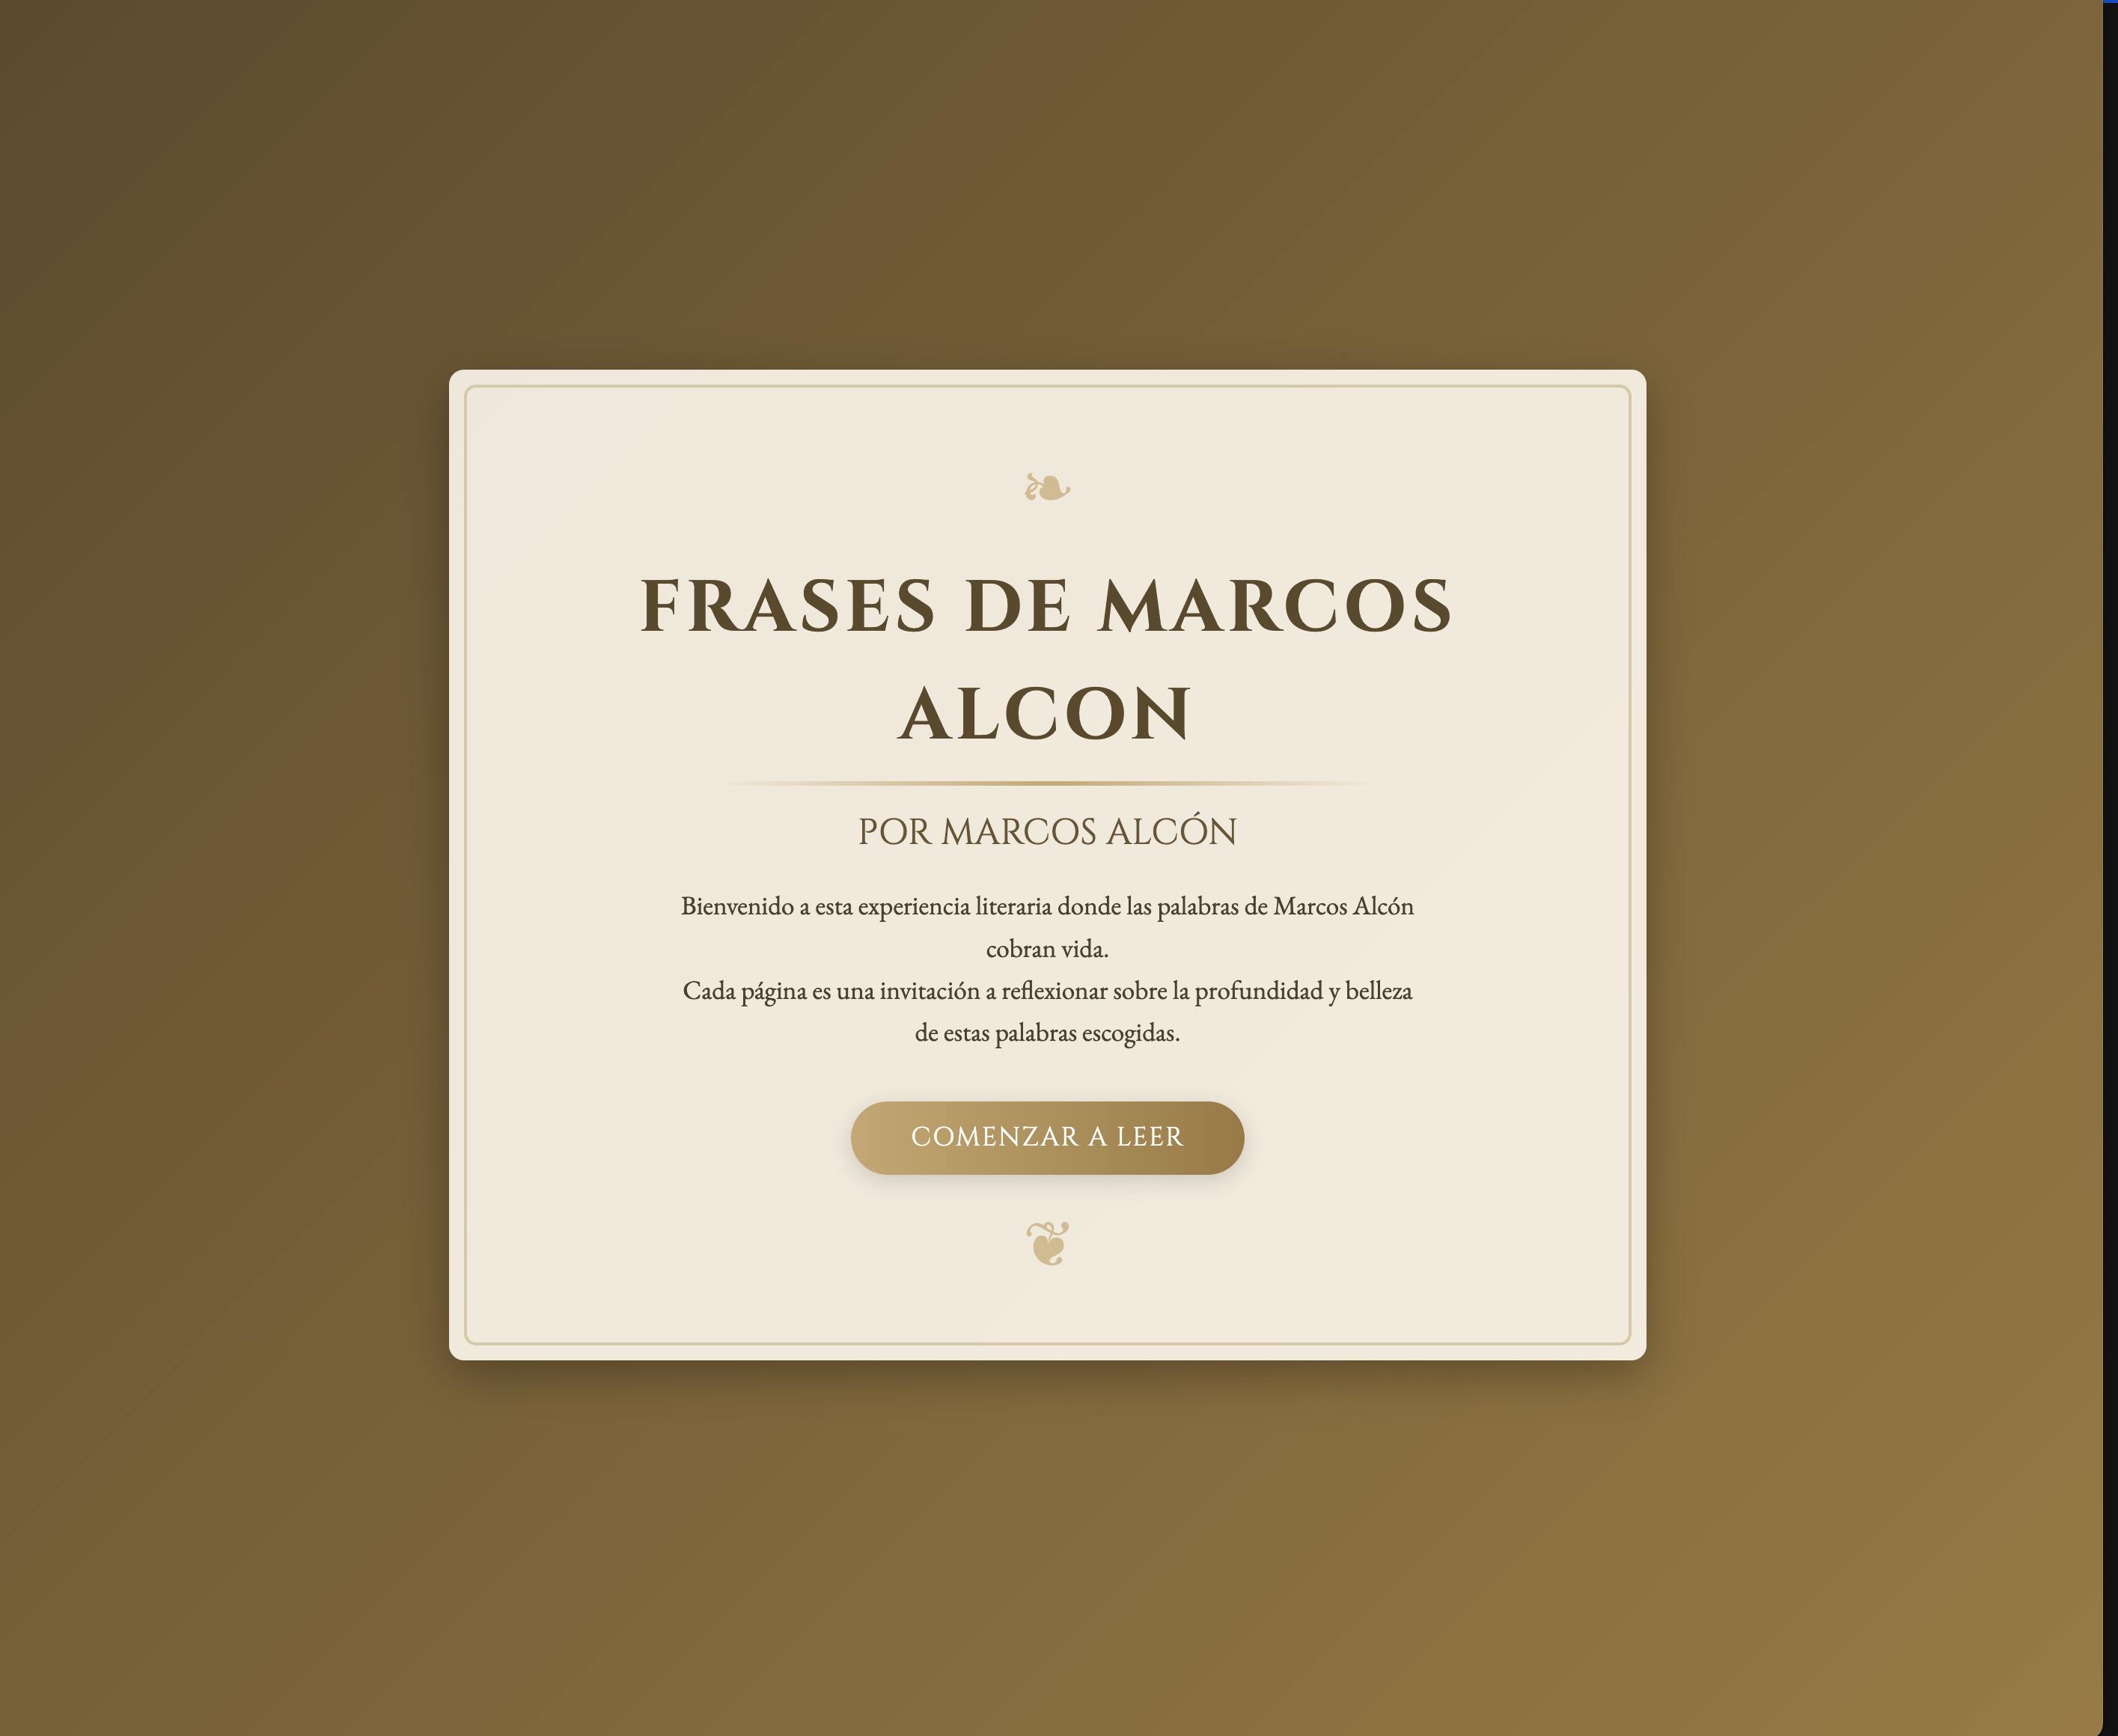 FRASES DE MARCOS
ALCON
POR MARCOS ALCÓN
Bienvenido a esta experiencia literaria donde las palabras de Marcos Alcón
cobran vida.
Cada página es una invitación a reflexionar sobre la profundidad y belleza
de estas palabras escogidas.
COMENZAR A LEER